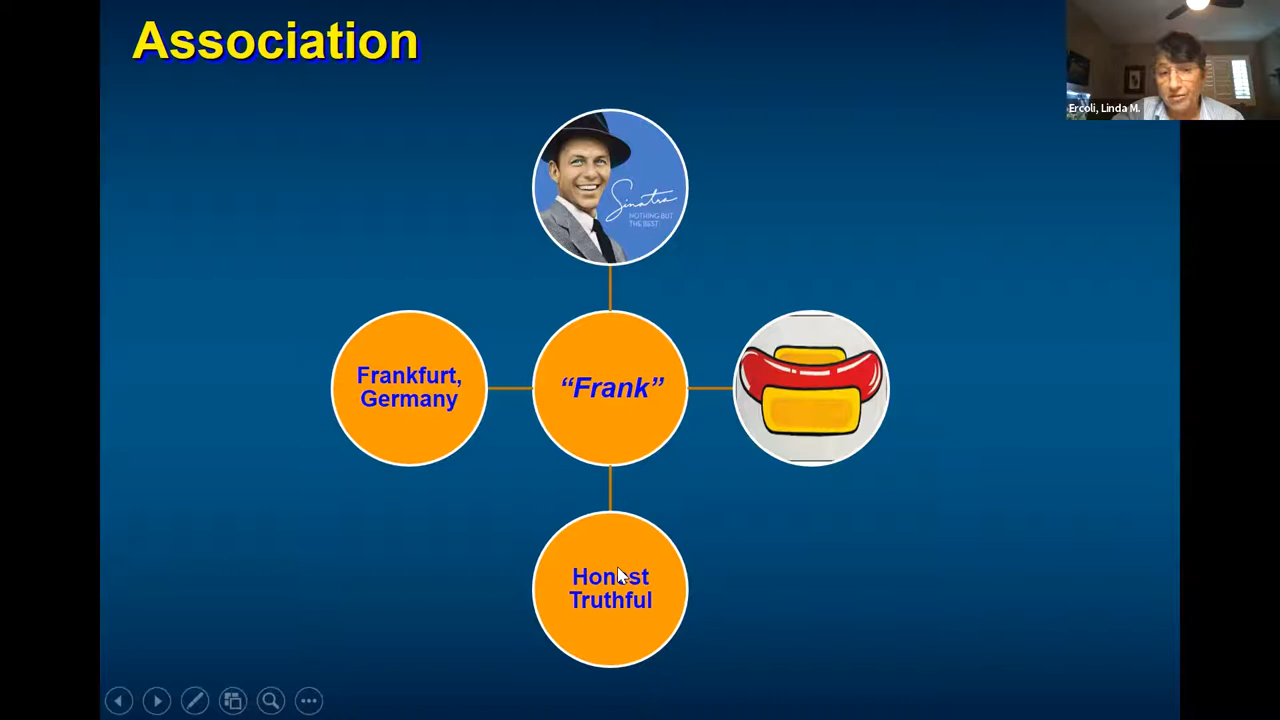 Association
Ercoli, Linda M.
Sinatra
NOTHING BUT
THE BEST
Frankfurt,
Germany
“Frank”
Honest
Truthful